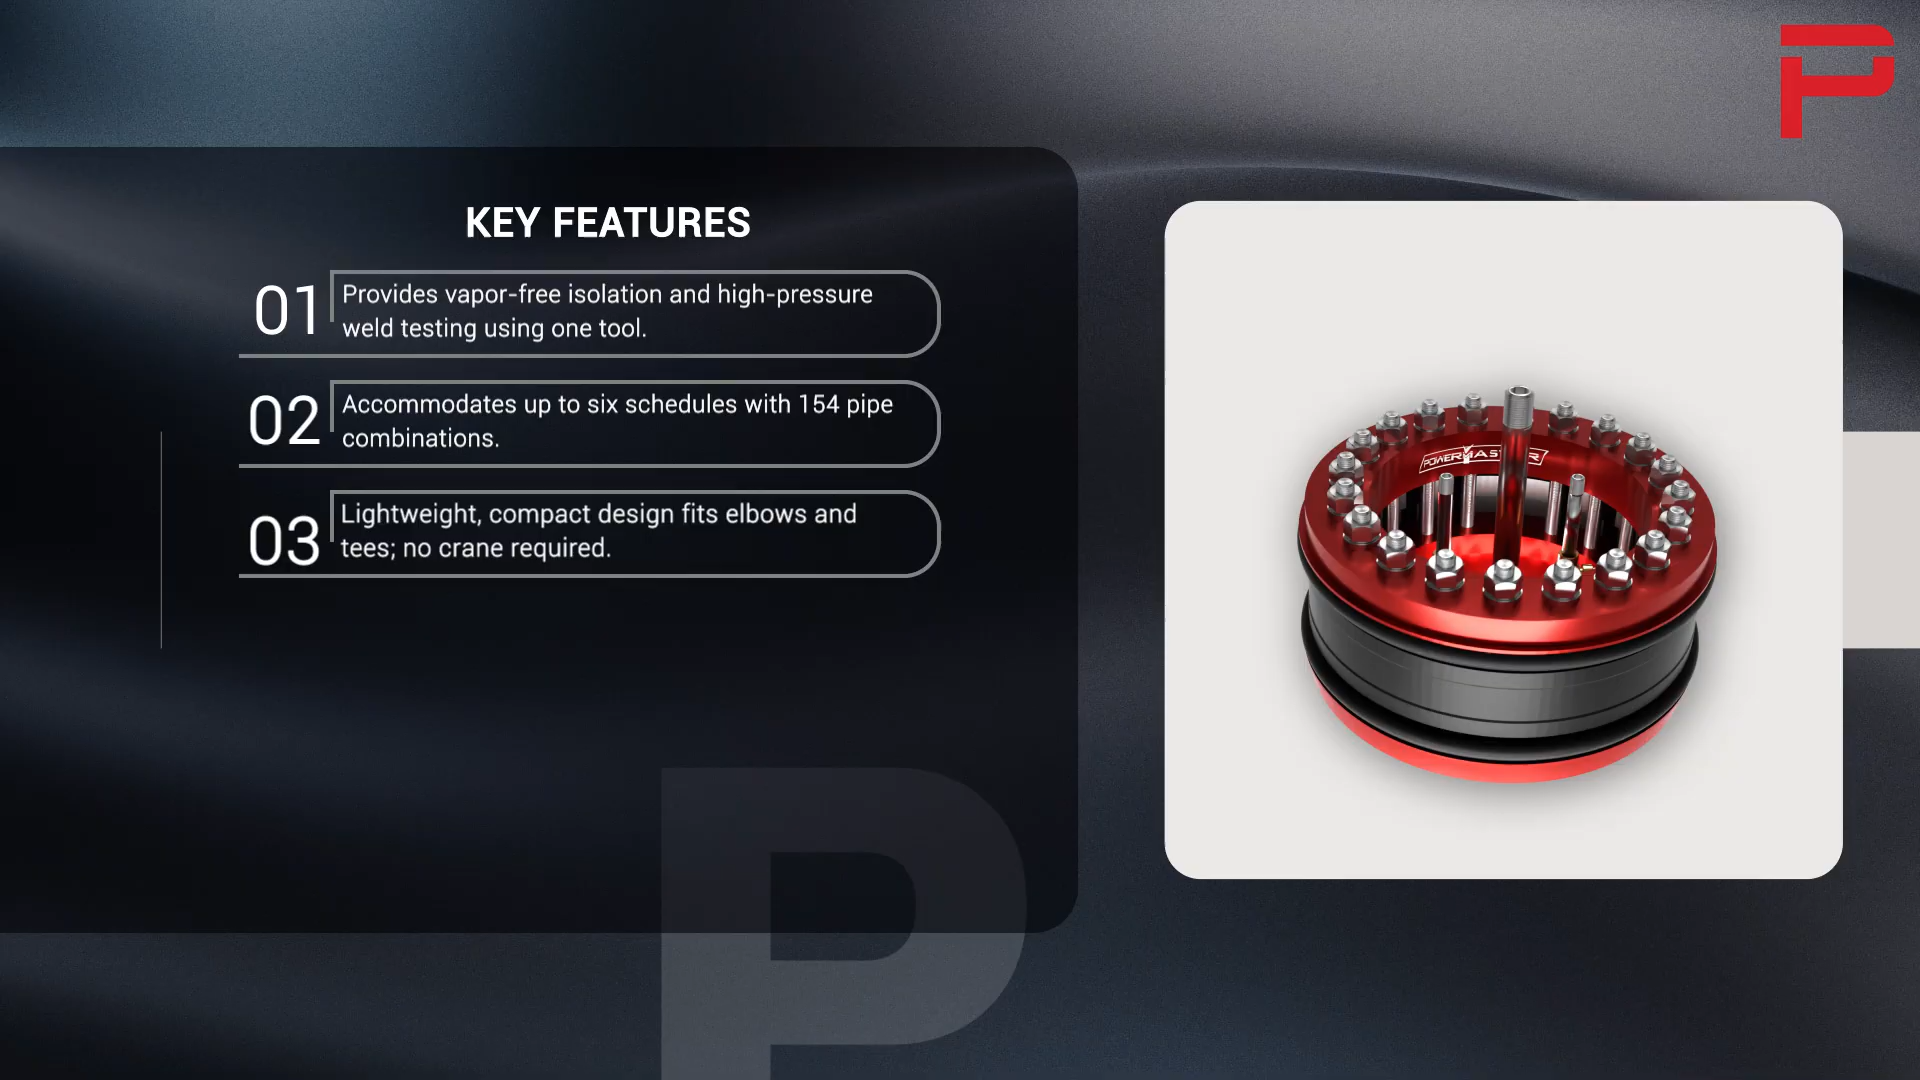 KEY FEATURES
01
Provides vapor-free isolation and high-pressure
weld testing using one tool.
02
Accommodates up to six schedules with 154 pipe
combinations.
03
Lightweight, compact design fits elbows and
tees; no crane required.